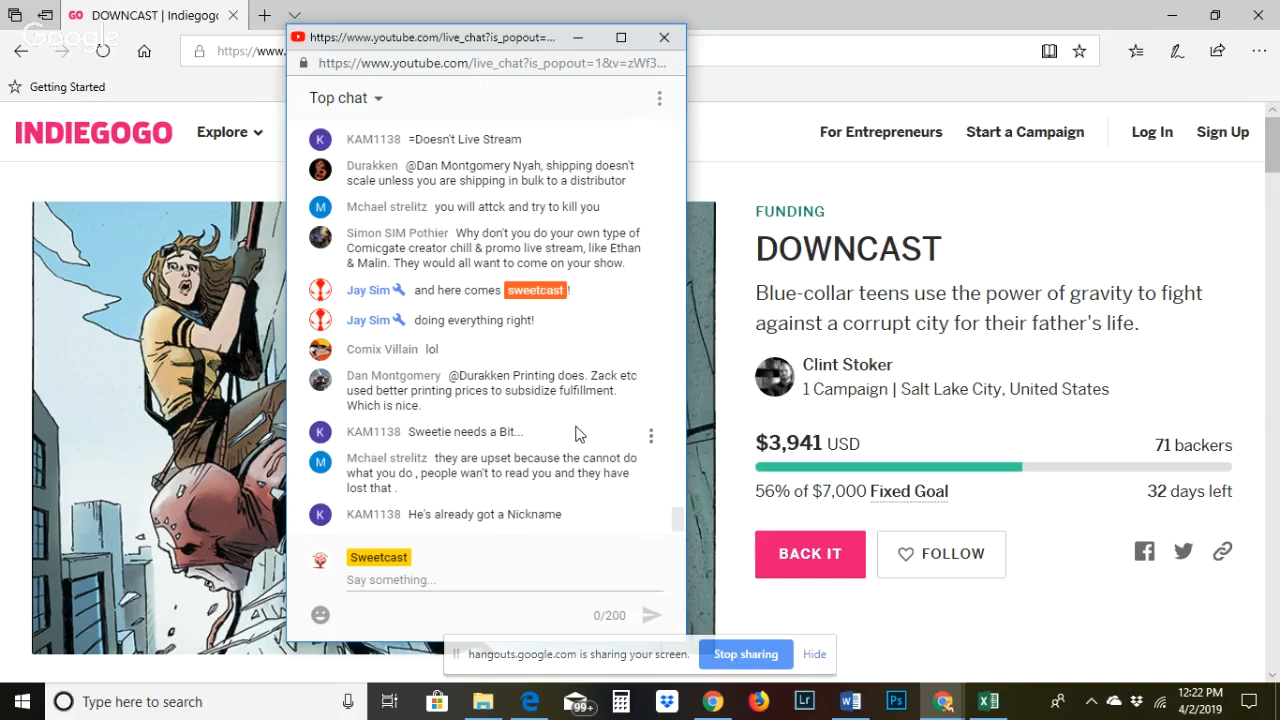 GO DOWNCAST | Indiegogo
Google
https://www.
Getting Started
https://www.youtube.com/live_chat?is_popout=...
https://www.youtube.com/live_chat?is_popout=1&v=zWf3...
Top chat
K KAM1138 =Doesn't Live Stream
Durakken @Dan Montgomery Nyah, shipping doesn't
scale unless you are shipping in bulk to a distributor
M Mchael strelitz you will attck and try to kill you
Simon SIM Pothier Why don't you do your own type of
Comicgate creator chill & promo live stream, like Ethan
& Malin. They would all want to come on your show.
Jay Sim and here comes sweetcast!
Jay Sim doing everything right!
Comix Villain lol
Dan Montgomery @Durakken Printing does. Zack etc
used better printing prices to subsidize fulfillment.
Which is nice.
K KAM1138 Sweetie needs a Bit...
M Mchael strelitz they are upset because the cannot do
what you do , people wan't to read you and they have
lost that .
K KAM1138 He's already got a Nickname
Sweetcast
Say something...
0/200
INDIEGOGO
Explore
For Entrepreneurs
Start a Campaign
Log In
Sign Up
FUNDING
DOWNCAST
Blue-collar teens use the power of gravity to fight
against a corrupt city for their father's life.
Clint Stoker
1 Campaign | Salt Lake City, United States
$3,941 USD
71 backers
56% of $7,000 Fixed Goal
32 days left
BACK IT
FOLLOW
hangouts.google.com is sharing your screen.
Stop sharing
Hide
Type here to search
99+
Lr
Ps
12:22 PM
4/2/2019